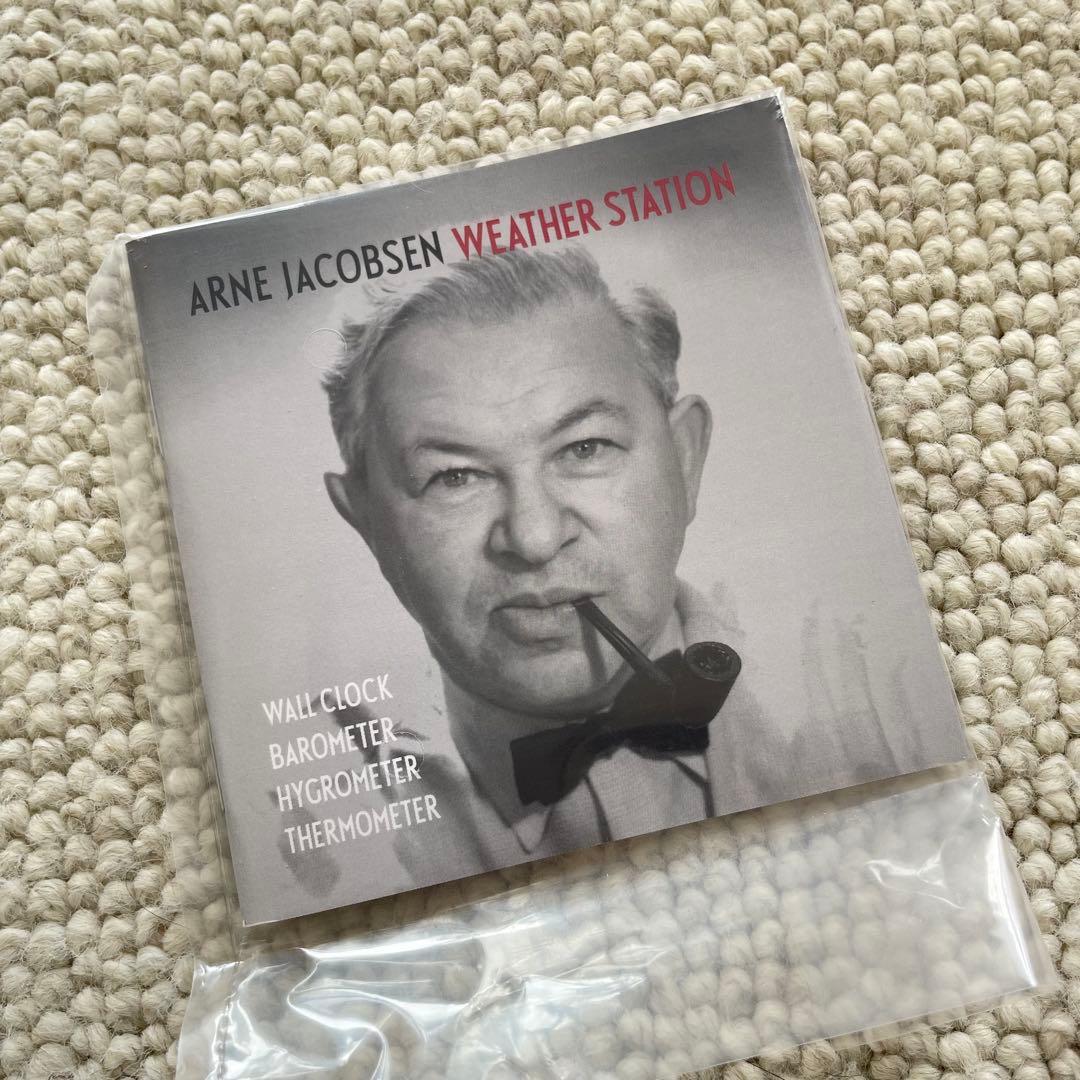 ARNE JACOBSEN WEATHER STATION
WALL CLOCK
BAROMETER
HYGROMETER
THERMOMETER